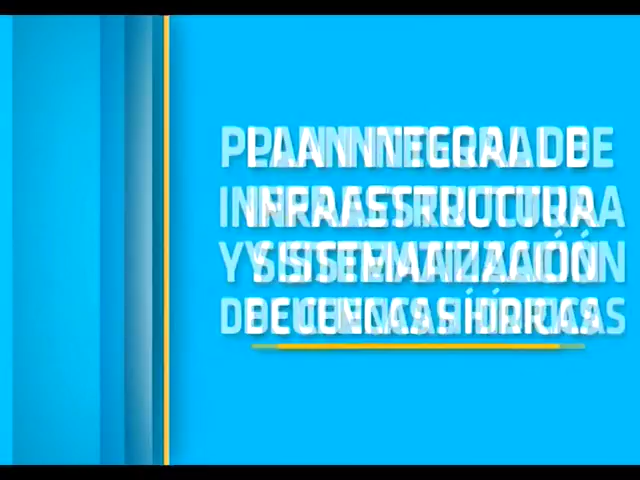 PLAN INTEGRAL DE
INFRAESTRUCTURA
Y SISTEMATIZACIÓN
DE CUENCAS HÍDRICAS